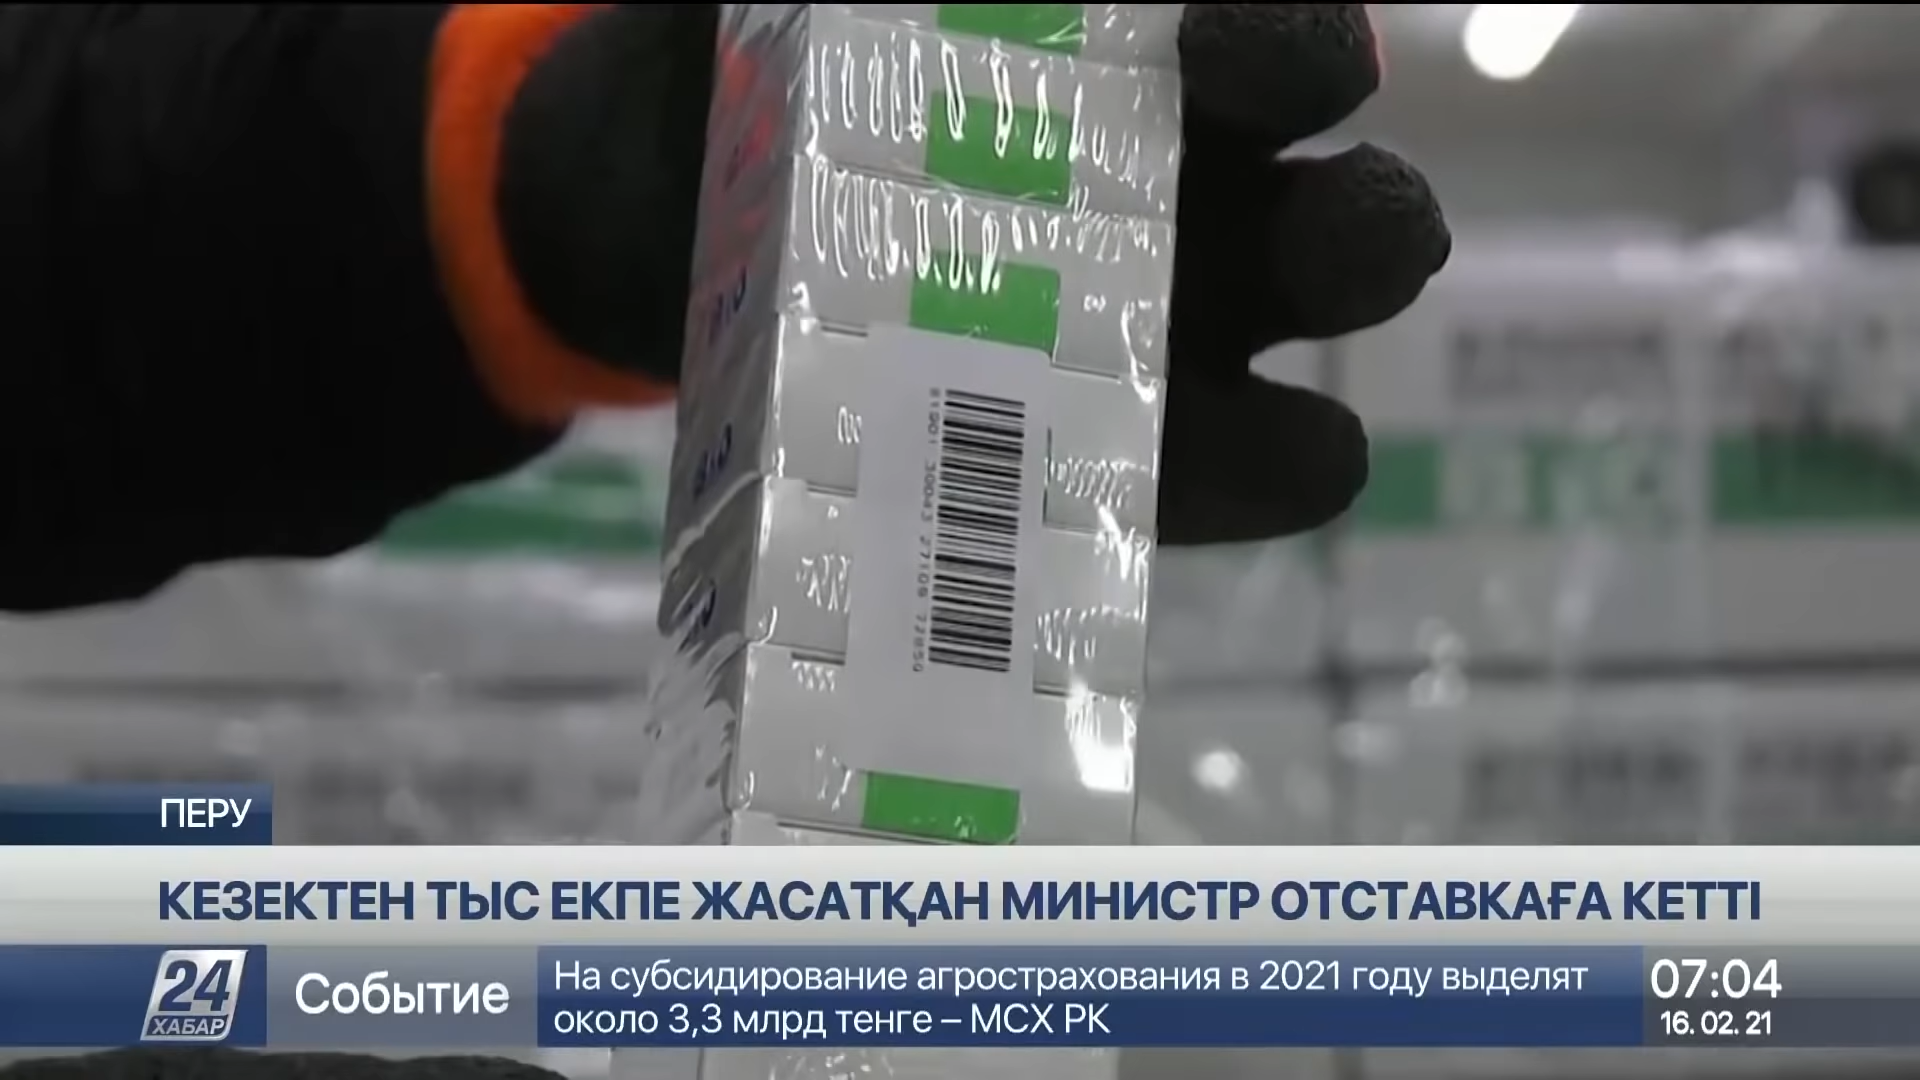 ПЕРУ
КЕЗЕКТЕН ТЫС ЕКПЕ ЖАСАТҚАН МИНИСТР ОТСТАВКАҒА КЕТТІ
24
ХАБАР
Событие
На субсидирование агрострахования в 2021 году выделят
около 3,3 млрд тенге – МСХ РК
07:04
16. 02. 21